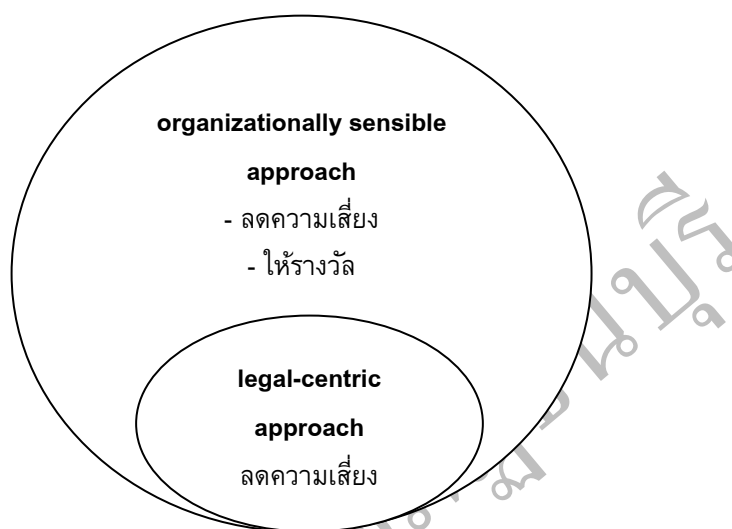 organizationally sensible
approach
- ลดความเสี่ยง
- ให้รางวัล
legal-centric
approach
ลดความเสี่ยง